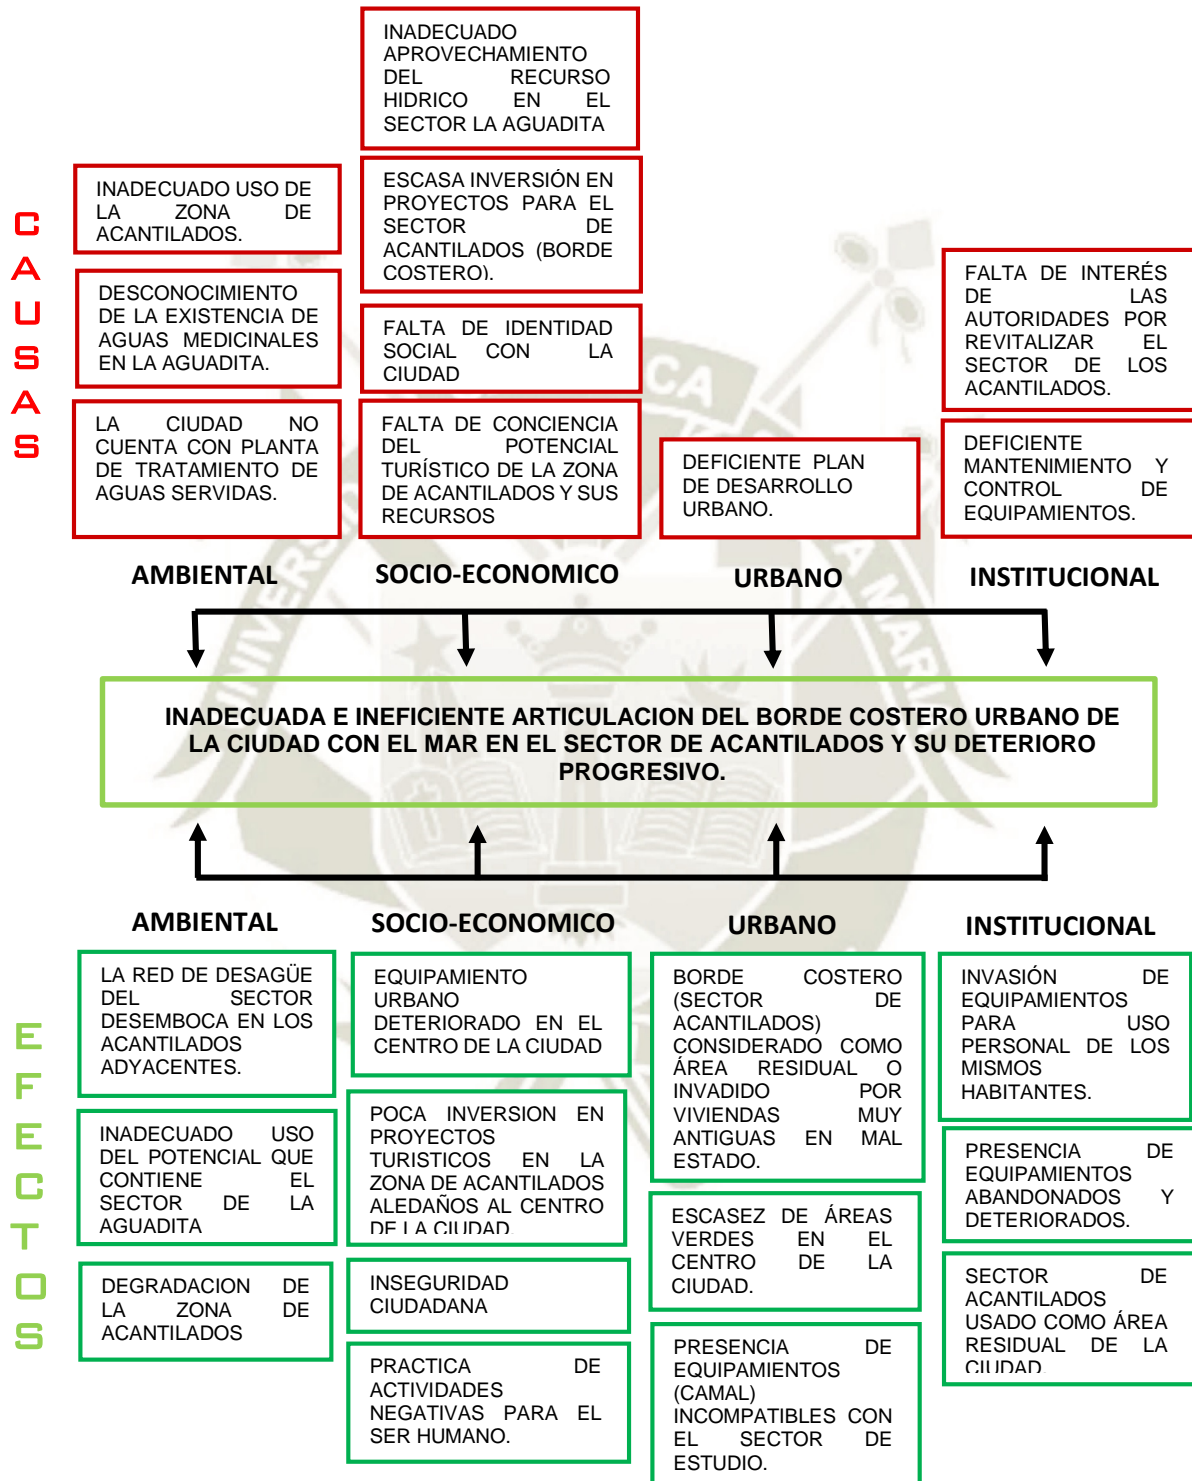 CAUSAS
INADECUADO
APROVECHAMIENTO
DEL RECURSO
HIDRICO EN EL
SECTOR LA AGUADITA
INADECUADO USO DE
LA ZONA DE
ACANTILADOS.
ESCASA INVERSIÓN EN
PROYECTOS PARA EL
SECTOR DE
ACANTILADOS (BORDE
COSTERO).
DESCONOCIMIENTO
DE LA EXISTENCIA DE
AGUAS MEDICINALES
EN LA AGUADITA.
FALTA DE IDENTIDAD
SOCIAL CON LA
CIUDAD
FALTA DE INTERÉS
DE LAS
AUTORIDADES POR
REVITALIZAR EL
SECTOR DE LOS
ACANTILADOS.
LA CIUDAD NO
CUENTA CON PLANTA
DE TRATAMIENTO DE
AGUAS SERVIDAS.
FALTA DE CONCIENCIA
DEL POTENCIAL
TURÍSTICO DE LA ZONA
DE ACANTILADOS Y SUS
RECURSOS
DEFICIENTE PLAN
DE DESARROLLO
URBANO.
DEFICIENTE
MANTENIMIENTO Y
CONTROL DE
EQUIPAMIENTOS.
AMBIENTAL
SOCIO-ECONOMICO
URBANO
INSTITUCIONAL
INADECUADA E INEFICIENTE ARTICULACION DEL BORDE COSTERO URBANO DE
LA CIUDAD CON EL MAR EN EL SECTOR DE ACANTILADOS Y SU DETERIORO
PROGRESIVO.
AMBIENTAL
SOCIO-ECONOMICO
URBANO
INSTITUCIONAL
EFECTOS
LA RED DE DESAGÜE
DEL SECTOR
DESEMBOCA EN LOS
ACANTILADOS
ADYACENTES.
EQUIPAMIENTO
URBANO
DETERIORADO EN EL
CENTRO DE LA CIUDAD
BORDE COSTERO
(SECTOR DE
ACANTILADOS)
CONSIDERADO COMO
ÁREA RESIDUAL O
INVADIDO POR
VIVIENDAS MUY
ANTIGUAS EN MAL
ESTADO.
INVASIÓN DE
EQUIPAMIENTOS
PARA USO
PERSONAL DE LOS
MISMOS
HABITANTES.
INADECUADO USO
DEL POTENCIAL QUE
CONTIENE EL
SECTOR DE LA
AGUADITA
POCA INVERSION EN
PROYECTOS
TURISTICOS EN LA
ZONA DE ACANTILADOS
ALEDAÑOS AL CENTRO
DE LA CIUDAD
PRESENCIA DE
EQUIPAMIENTOS
ABANDONADOS Y
DETERIORADOS.
ESCASEZ DE ÁREAS
VERDES EN EL
CENTRO DE LA
CIUDAD.
DEGRADACION DE
LA ZONA DE
ACANTILADOS
INSEGURIDAD
CIUDADANA
SECTOR DE
ACANTILADOS
USADO COMO ÁREA
RESIDUAL DE LA
CIUDAD
PRACTICA DE
ACTIVIDADES
NEGATIVAS PARA EL
SER HUMANO.
PRESENCIA DE
EQUIPAMIENTOS
(CAMAL)
INCOMPATIBLES CON
EL SECTOR DE
ESTUDIO.